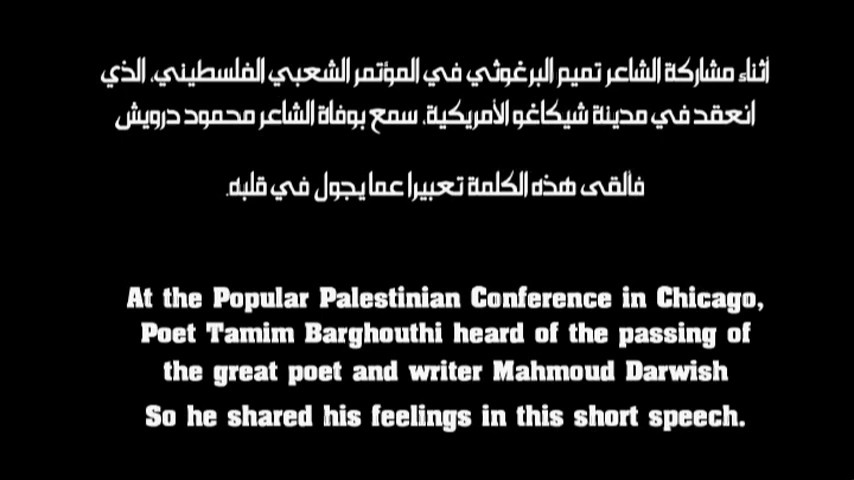 أثناء مشاركة الشاعر تميم البرغوثي في المؤتمر الشعبي الفلسطيني، الذي
انعقد في مدينة شيكاغو الأمريكية، سمع بوفاة الشاعر محمود درويش
فألقى هذه الكلمة تعبيرا عما يجول في قلبه.
At the Popular Palestinian Conference in Chicago,
Poet Tamim Barghouthi heard of the passing of
the great poet and writer Mahmoud Darwish
So he shared his feelings in this short speech.